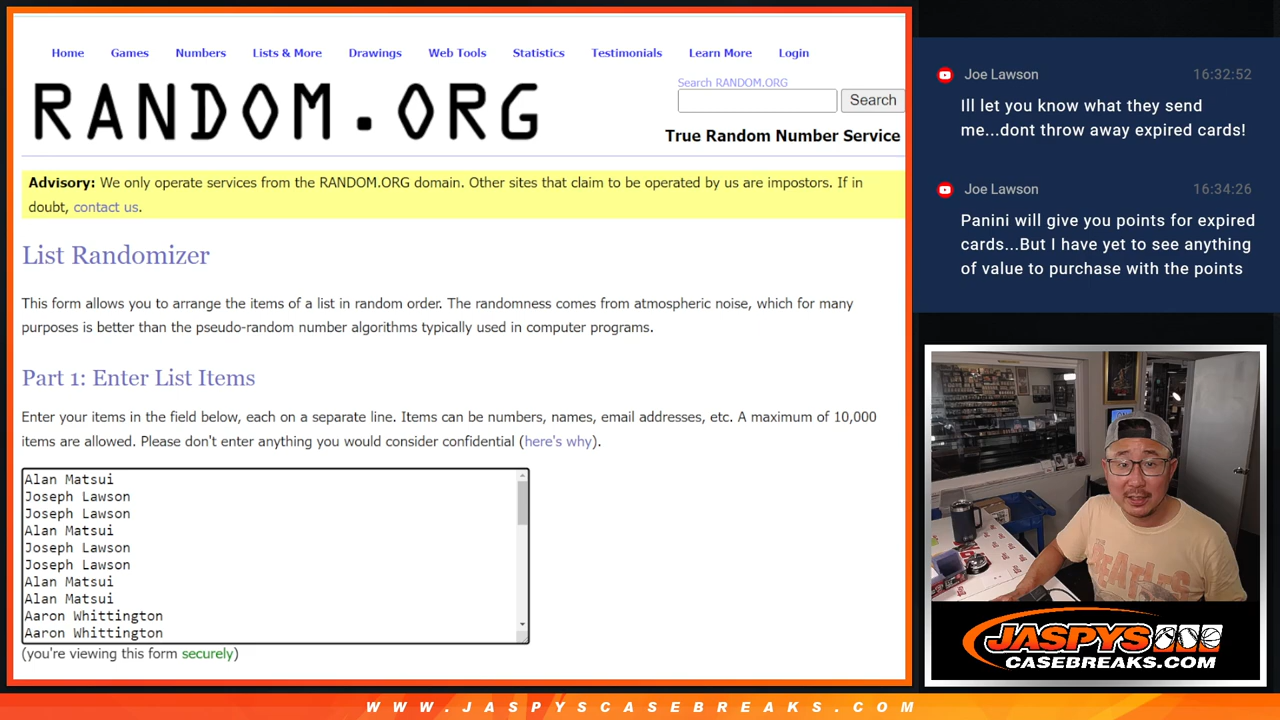 Home Games Numbers Lists & More Drawings Web Tools Statistics Testimonials Learn More Login
RANDOM.ORG
Search RANDOM.ORG
Search
True Random Number Service
Advisory: We only operate services from the RANDOM.ORG domain. Other sites that claim to be operated by us are impostors. If in
doubt, contact us.
List Randomizer
This form allows you to arrange the items of a list in random order. The randomness comes from atmospheric noise, which for many
purposes is better than the pseudo-random number algorithms typically used in computer programs.
Part 1: Enter List Items
Enter your items in the field below, each on a separate line. Items can be numbers, names, email addresses, etc. A maximum of 10,000
items are allowed. Please don't enter anything you would consider confidential (here's why).
Alan Matsui
Joseph Lawson
Joseph Lawson
Alan Matsui
Joseph Lawson
Joseph Lawson
Alan Matsui
Alan Matsui
Aaron Whittington
Aaron Whittington
(you're viewing this form securely)
Joe Lawson 16:32:52
Ill let you know what they send
me...dont throw away expired cards!
Joe Lawson 16:34:26
Panini will give you points for expired
cards...But I have yet to see anything
of value to purchase with the points
JASPYS
CASEBREAKS.COM
WWW.JASPYSCASEBREAKS.COM